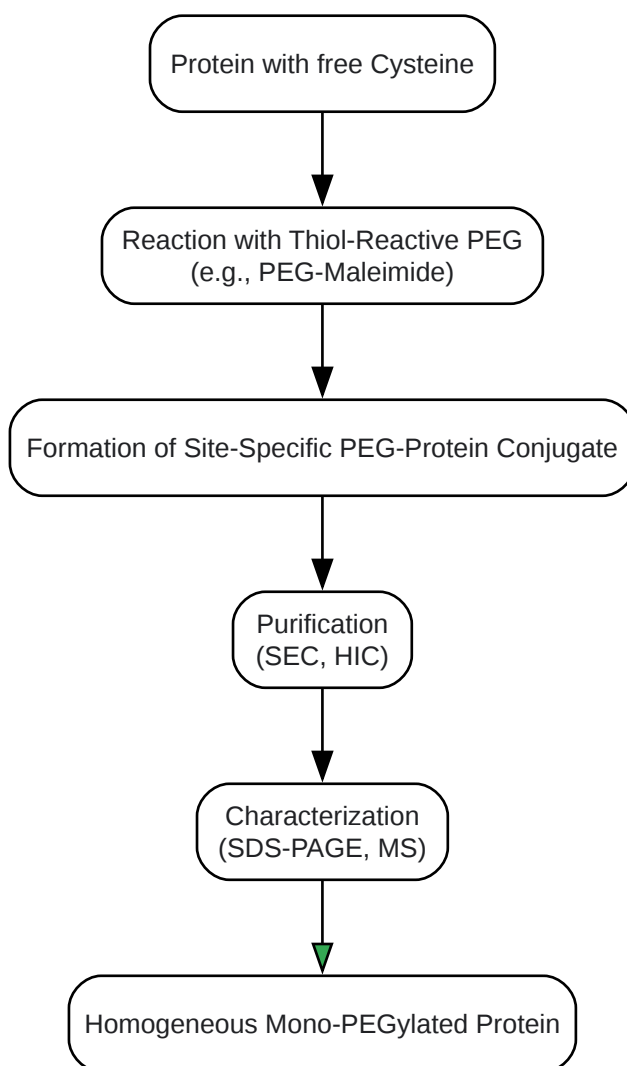 Protein with free Cysteine
Reaction with Thiol-Reactive PEG
(e.g., PEG-Maleimide)
Formation of Site-Specific PEG-Protein Conjugate
Purification
(SEC, HIC)
Characterization
(SDS-PAGE, MS)
Homogeneous Mono-PEGylated Protein